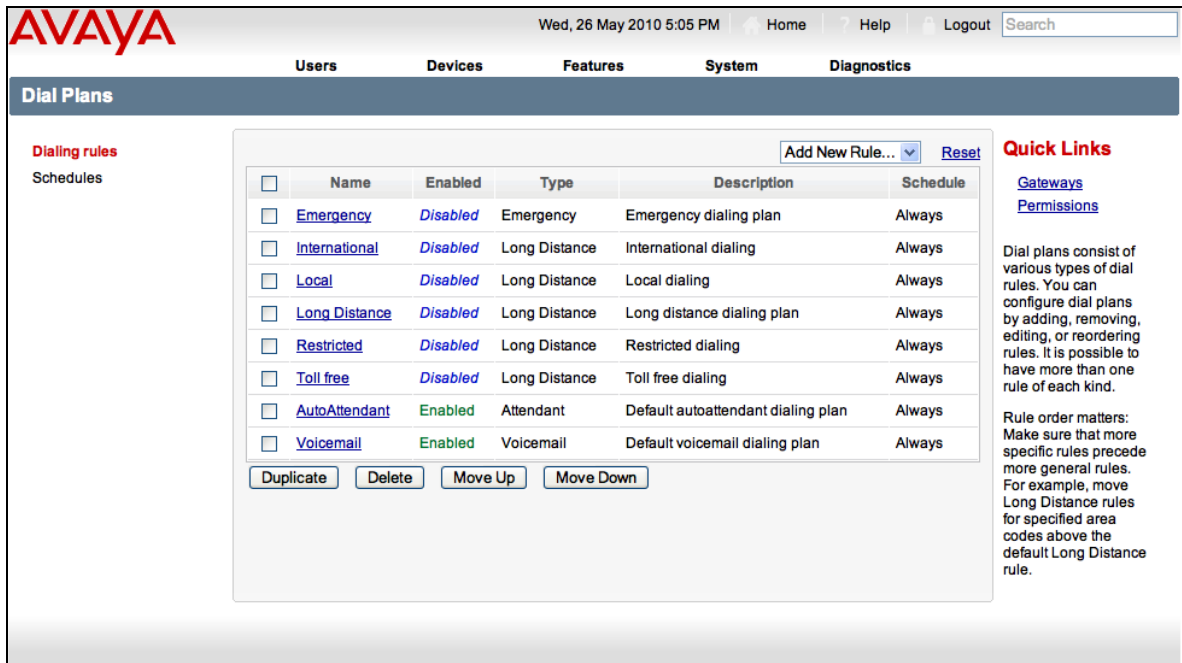 AVAYA
Wed, 26 May 2010 5:05 PM Home ? Help Logout Search
Users Devices Features System Diagnostics
Dial Plans
Dialing rules
Schedules
Add New Rule... Reset
Name Enabled Type Description Schedule
Emergency Disabled Emergency Emergency dialing plan Always
International Disabled Long Distance International dialing Always
Local Disabled Long Distance Local dialing Always
Long Distance Disabled Long Distance Long distance dialing plan Always
Restricted Disabled Long Distance Restricted dialing Always
Toll free Disabled Long Distance Toll free dialing Always
AutoAttendant Enabled Attendant Default autoattendant dialing plan Always
Voicemail Enabled Voicemail Default voicemail dialing plan Always
Duplicate Delete Move Up Move Down
Quick Links
Gateways
Permissions
Dial plans consist of
various types of dial
rules. You can
configure dial plans
by adding, removing,
editing, or reordering
rules. It is possible to
have more than one
rule of each kind.
Rule order matters:
Make sure that more
specific rules precede
more general rules.
For example, move
Long Distance rules
for specified area
codes above the
default Long Distance
rule.